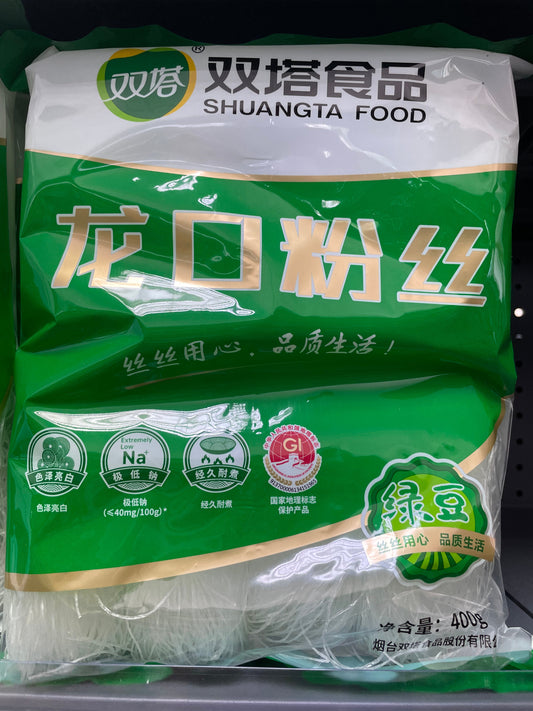 双塔®
双塔食品
SHUANGTA FOOD
龙口粉丝
丝丝用心,品质生活!
Extremely
Low
Na
极低钠
GI
色泽亮白
经久耐煮
色泽亮白
极低钠
(≤40mg/100g)*
经久耐煮
国家地理标志
保护产品
绿豆
丝丝用心 品质生活
净含量:400g
烟台双塔食品股份有限